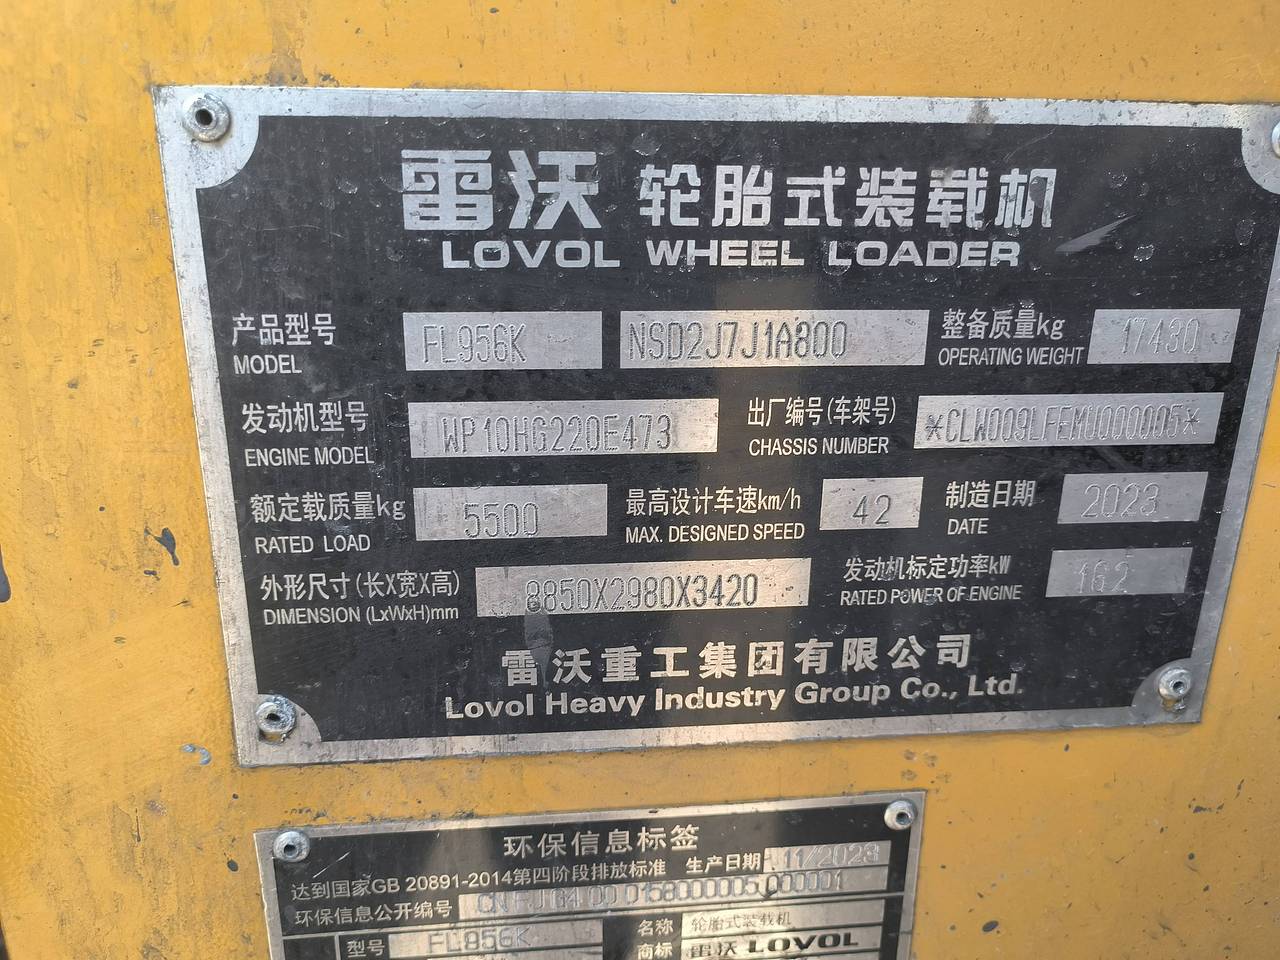 雷沃 轮胎式装载机
LOVOL WHEEL LOADER
产品型号 FL956K NSD2J7J1A800 整备质量kg 17430
MODEL OPERATING WEIGHT
发动机型号 WP10HG220E473 出厂编号(车架号) *CLW009LFEMU000005*
ENGINE MODEL CHASSIS NUMBER
额定载质量kg 5500 最高设计车速km/h 42 制造日期 2023
RATED LOAD MAX. DESIGNED SPEED DATE
外形尺寸(长X宽X高) 8850X2980X3420 发动机标定功率kW 162
DIMENSION (LxWxH)mm RATED POWER OF ENGINE
雷沃重工集团有限公司
Lovol Heavy Industry Group Co., Ltd.
环保信息标签
达到国家GB 20891-2014第四阶段排放标准 生产日期 11/2023
环保信息公开编号 CN FJ G4 00 0158000005 000001
型号 FL956K 名称 轮胎式装载机
商标 雷沃 LOVOL